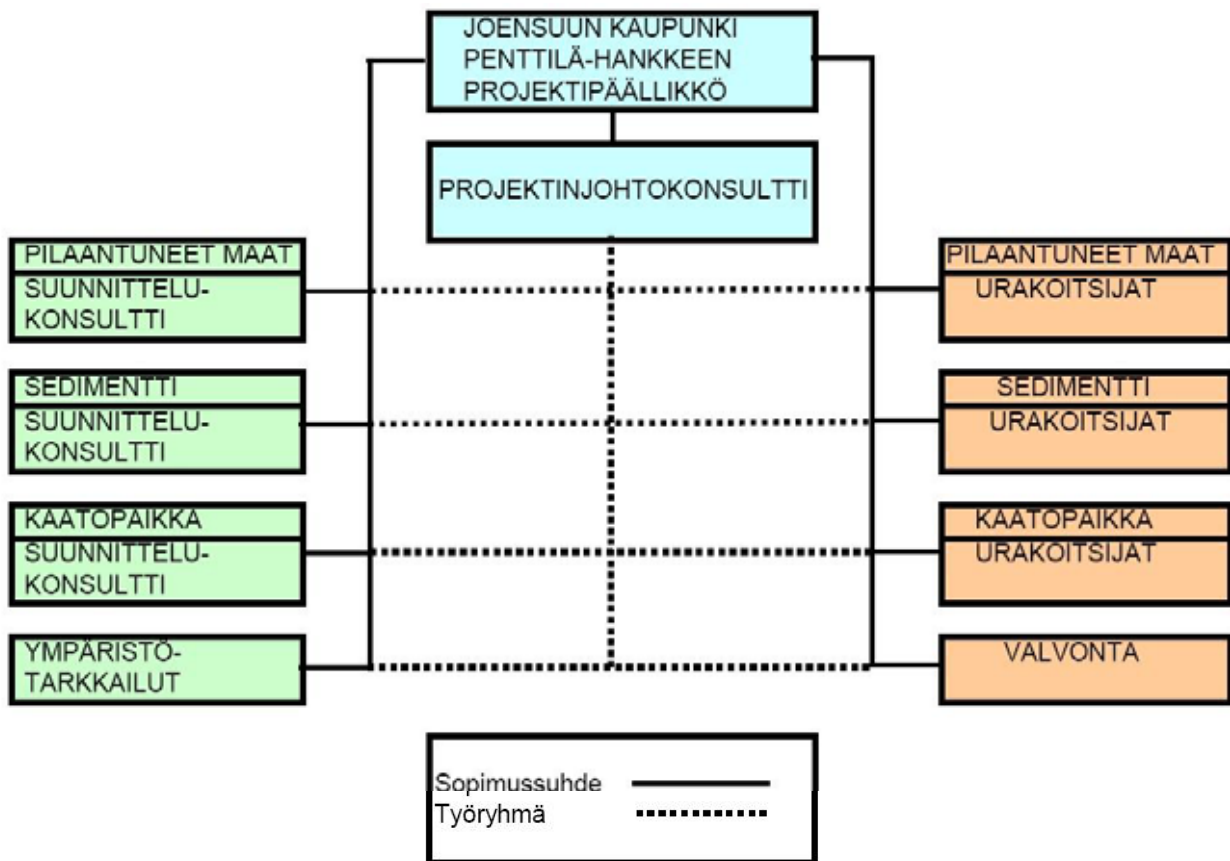 JOENSUUN KAUPUNKI
PENTTILÄ-HANKKEEN
PROJEKTIPÄÄLLIKKÖ
PROJEKTINJOHTOKONSULTTI
PILAANTUNEET MAAT
SUUNNITTELU-
KONSULTTI
SEDIMENTTI
SUUNNITTELU-
KONSULTTI
KAATOPAIKKA
SUUNNITTELU-
KONSULTTI
YMPÄRISTÖ-
TARKKAILUT
PILAANTUNEET MAAT
URAKOITSIJAT
SEDIMENTTI
URAKOITSIJAT
KAATOPAIKKA
URAKOITSIJAT
VALVONTA
Sopimussuhde
Työryhmä